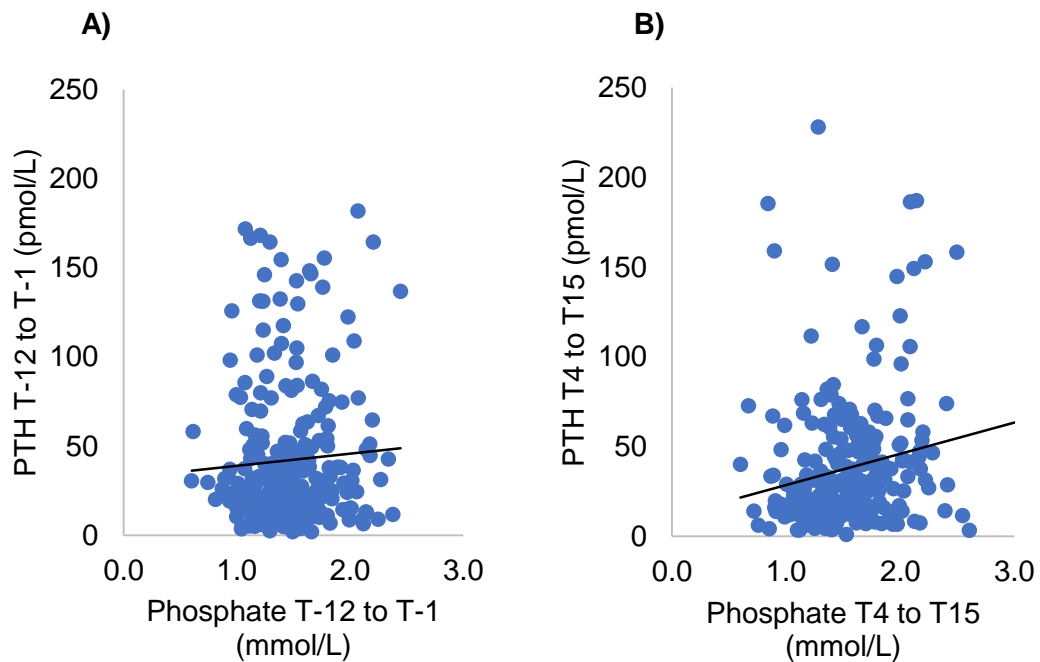 A)
PTH T-12 to T-1 (pmol/L)
250
200
150
100
50
0
0.0 1.0 2.0 3.0
Phosphate T-12 to T-1
(mmol/L)
B)
PTH T4 to T15 (pmol/L)
250
200
150
100
50
0
0.0 1.0 2.0 3.0
Phosphate T4 to T15
(mmol/L)